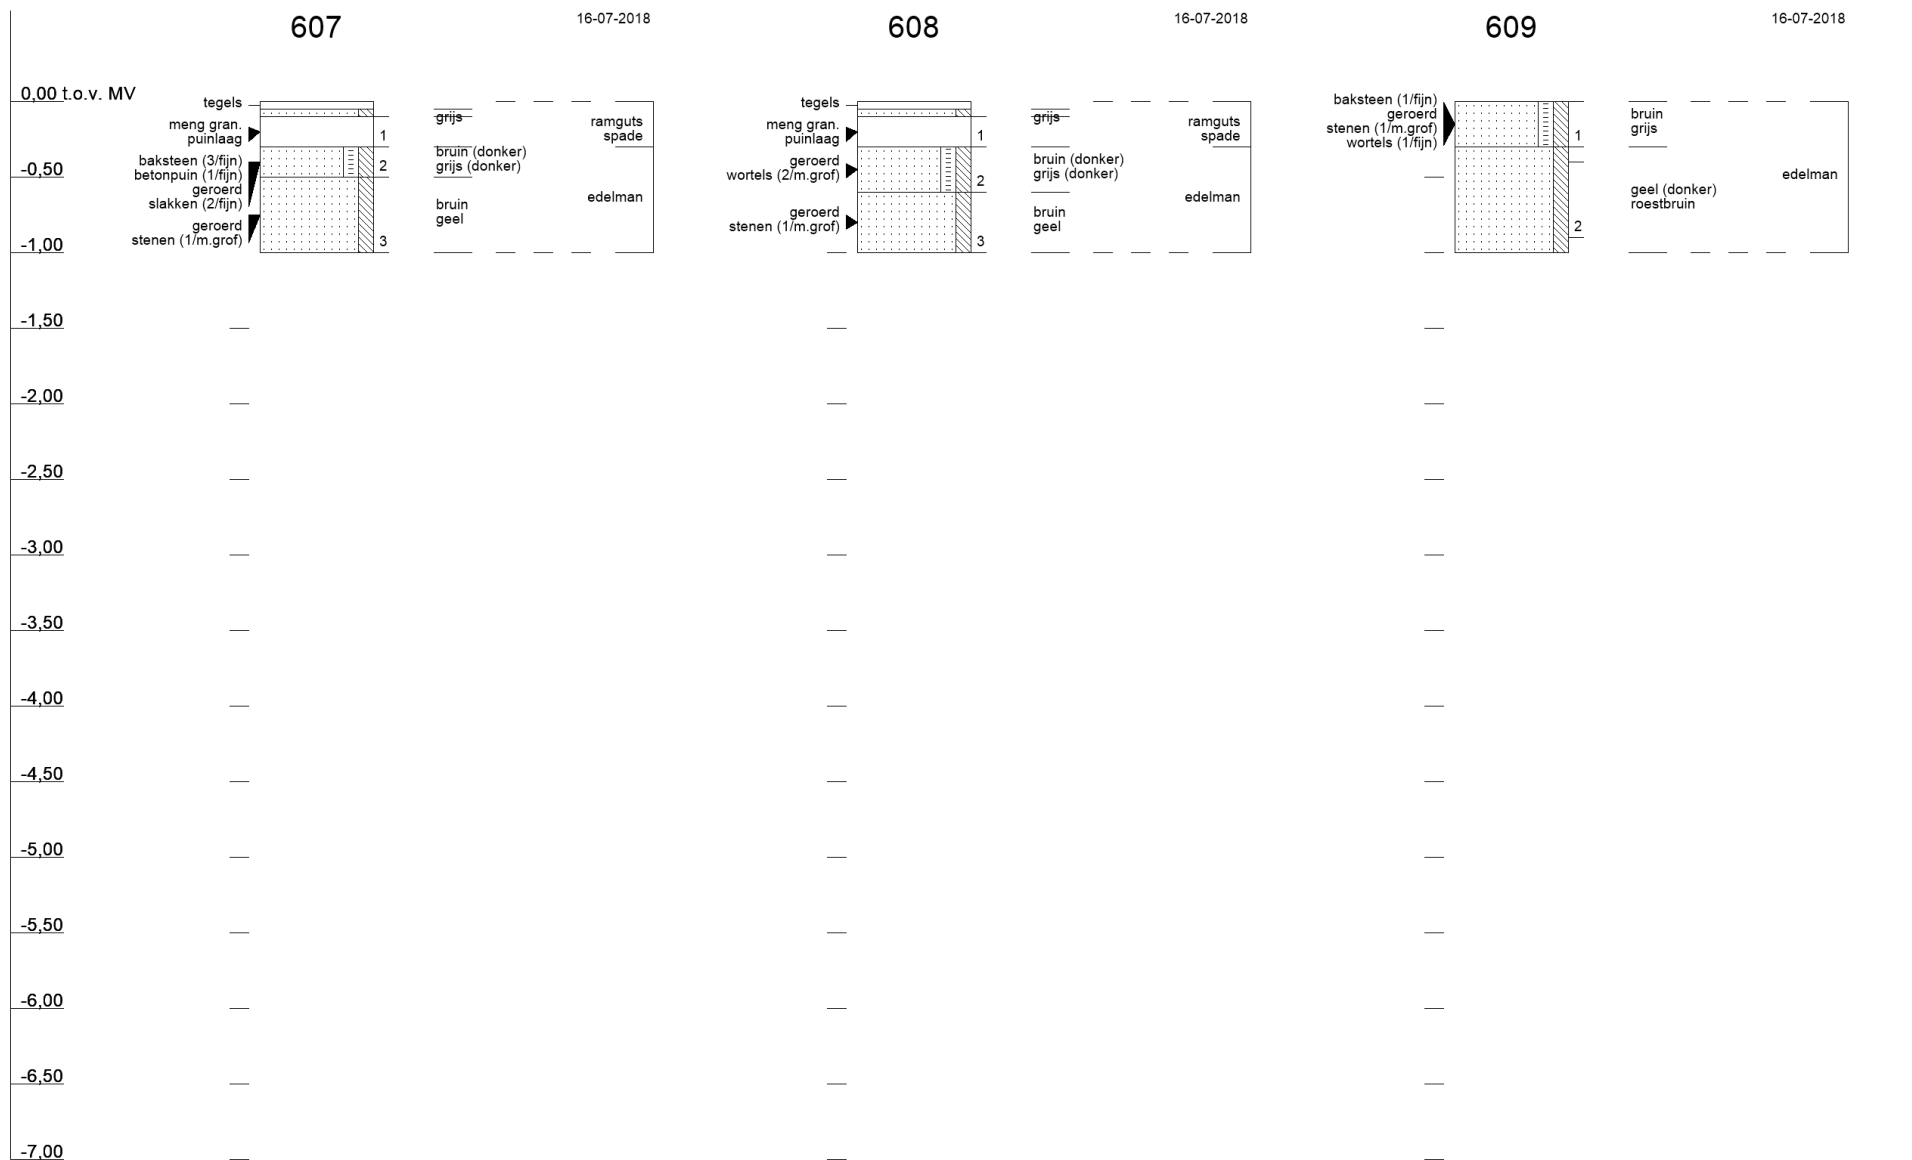 607
16-07-2018
608
16-07-2018
609
16-07-2018
0,00 t.o.v. MV
-0,50
-1,00
-1,50
-2,00
-2,50
-3,00
-3,50
-4,00
-4,50
-5,00
-5,50
-6,00
-6,50
-7,00
tegels
meng gran.
puinlaag
baksteen (3/fijn)
betonpuin (1/fijn)
geroerd
slakken (2/fijn)
geroerd
stenen (1/m.grof)
1
2
3
grijs
bruin (donker)
grijs (donker)
bruin
geel
ramguts
spade
edelman
tegels
meng gran.
puinlaag
geroerd
wortels (2/m.grof)
geroerd
stenen (1/m.grof)
1
2
3
grijs
bruin (donker)
grijs (donker)
bruin
geel
ramguts
spade
edelman
baksteen (1/fijn)
geroerd
stenen (1/m.grof)
wortels (1/fijn)
1
2
bruin
grijs
geel (donker)
roestbruin
edelman